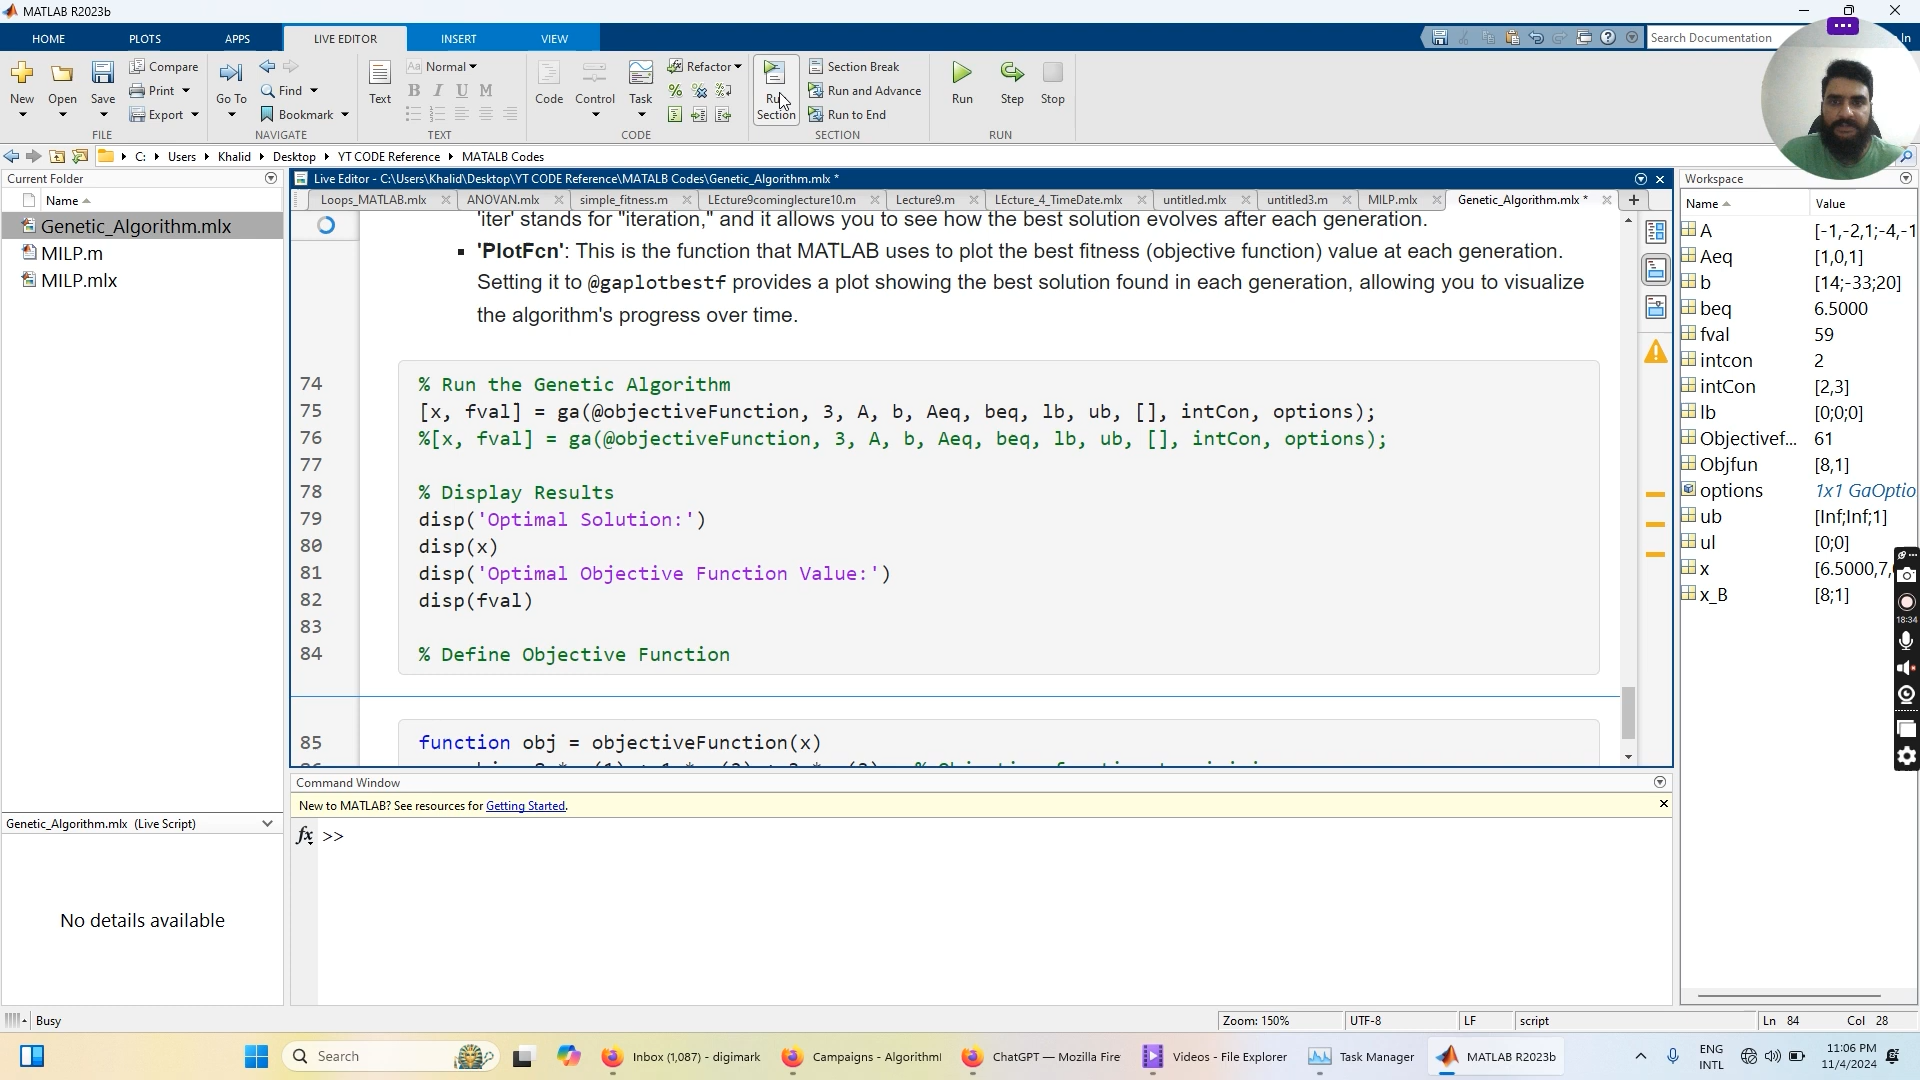 MATLAB R2023b
HOME PLOTS APPS LIVE EDITOR INSERT VIEW
Search Documentation
In
New Open Save
Compare
Print
Export
FILE
Go To
Find
Bookmark
NAVIGATE
Text
Aa Normal
B I U M
TEXT
Code Control Task
Refactor
CODE
Run Section
Section Break
Run and Advance
Run to End
SECTION
Run Step Stop
RUN
C: Users Khalid Desktop YT CODE Reference MATALB Codes
Current Folder
Name
Genetic_Algorithm.mlx
MILP.m
MILP.mlx
Genetic_Algorithm.mlx (Live Script)
No details available
Live Editor - C:\Users\Khalid\Desktop\YT CODE Reference\MATALB Codes\Genetic_Algorithm.mlx *
Loops_MATLAB.mlx ANOVAN.mlx simple_fitness.m LEcture9cominglecture10.m Lecture9.m LEcture_4_TimeDate.mlx untitled.mlx untitled3.m MILP.mlx Genetic_Algorithm.mlx *
'iter' stands for "iteration," and it allows you to see how the best solution evolves after each generation.
▪ 'PlotFcn': This is the function that MATLAB uses to plot the best fitness (objective function) value at each generation.
Setting it to @gaplotbestf provides a plot showing the best solution found in each generation, allowing you to visualize
the algorithm's progress over time.
74 % Run the Genetic Algorithm
75 [x, fval] = ga(@objectiveFunction, 3, A, b, Aeq, beq, lb, ub, [], intCon, options);
76 %[x, fval] = ga(@objectiveFunction, 3, A, b, Aeq, beq, lb, ub, [], intCon, options);
77
78 % Display Results
79 disp('Optimal Solution:')
80 disp(x)
81 disp('Optimal Objective Function Value:')
82 disp(fval)
83
84 % Define Objective Function
85 function obj = objectiveFunction(x)
Command Window
New to MATLAB? See resources for Getting Started.
fx >>
Workspace
Name Value
A [-1,-2,1;-4,-1
Aeq [1,0,1]
b [14;-33;20]
beq 6.5000
fval 59
intcon 2
intCon [2,3]
lb [0;0;0]
Objectivef... 61
Objfun [8,1]
options 1x1 GaOptio
ub [Inf;Inf;1]
ul [0;0]
x [6.5000,7,
x_B [8;1]
18:34
Busy
Zoom: 150% UTF-8 LF script Ln 84 Col 28
Search
Inbox (1,087) - digimark
Campaigns - Algorithml
ChatGPT — Mozilla Fire
Videos - File Explorer
Task Manager
MATLAB R2023b
ENG
INTL
11:06 PM
11/4/2024